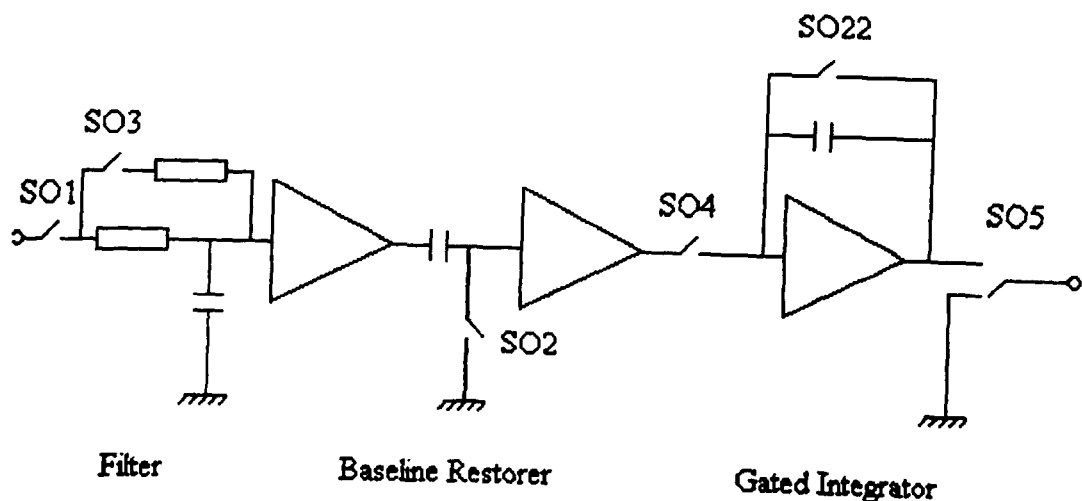 SO22
SO3
SO1
SO4
SO5
SO2
Filter
Baseline Restorer
Gated Integrator